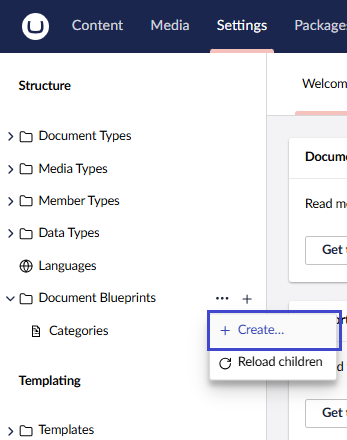 Content Media Settings Packages
Structure
Welcom
Document Types
Media Types
Docume
Member Types
Read me
Data Types
Get t
Languages
Document Blueprints
Create...
Categories
Reload children
Templating
Get t
Templates